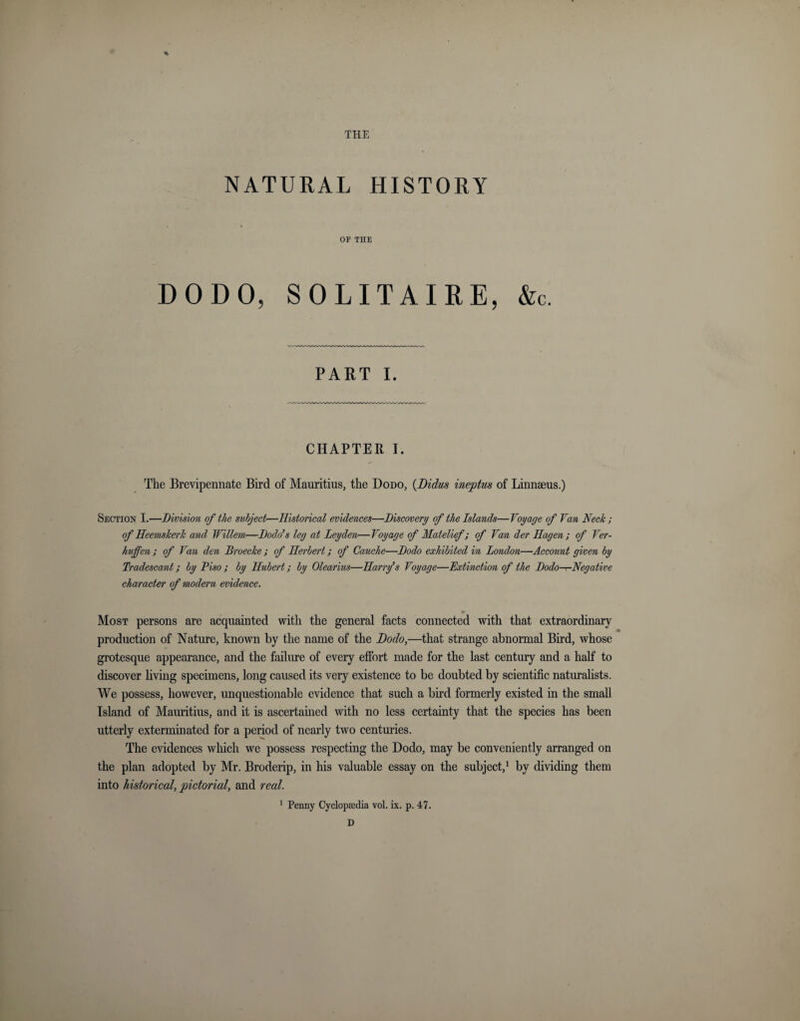 THE
NATURAL HISTORY
OF THE
DODO, SOLITAIRE, &c.
PART I.
CHAPTER I.
The Brevipennate Bird of Mauritius, the Dodo, (Didus ineptus of Linnæus.)
Section I.—Division of the subject—Historical evidences—Discovery of the Islands—Voyage of Van Neck ;
of Heemskerk and Willem—Dodo's leg at Leyden—Voyage of Matelief; of Van der Hagen ; of Ver-
huffen ; of Van den Broecke ; of Herbert ; of Cauche—Dodo exhibited in London—Account given by
Tradescant ; by Piso ; by Hubert ; by Olearius—Harry's Voyage—Extinction of the Dodo—Negative
character of modern evidence.
Most persons are acquainted with the general facts connected with that extraordinary
production of Nature, known by the name of the Dodo,—that strange abnormal Bird, whose
grotesque appearance, and the failure of every effort made for the last century and a half to
discover living specimens, long caused its very existence to be doubted by scientific naturalists.
We possess, however, unquestionable evidence that such a bird formerly existed in the small
Island of Mauritius, and it is ascertained with no less certainty that the species has been
utterly exterminated for a period of nearly two centuries.
The evidences which we possess respecting the Dodo, may be conveniently arranged on
the plan adopted by Mr. Broderip, in his valuable essay on the subject,¹ by dividing them
into historical, pictorial, and real.
¹ Penny Cyclopædia vol. ix. p. 47.
D